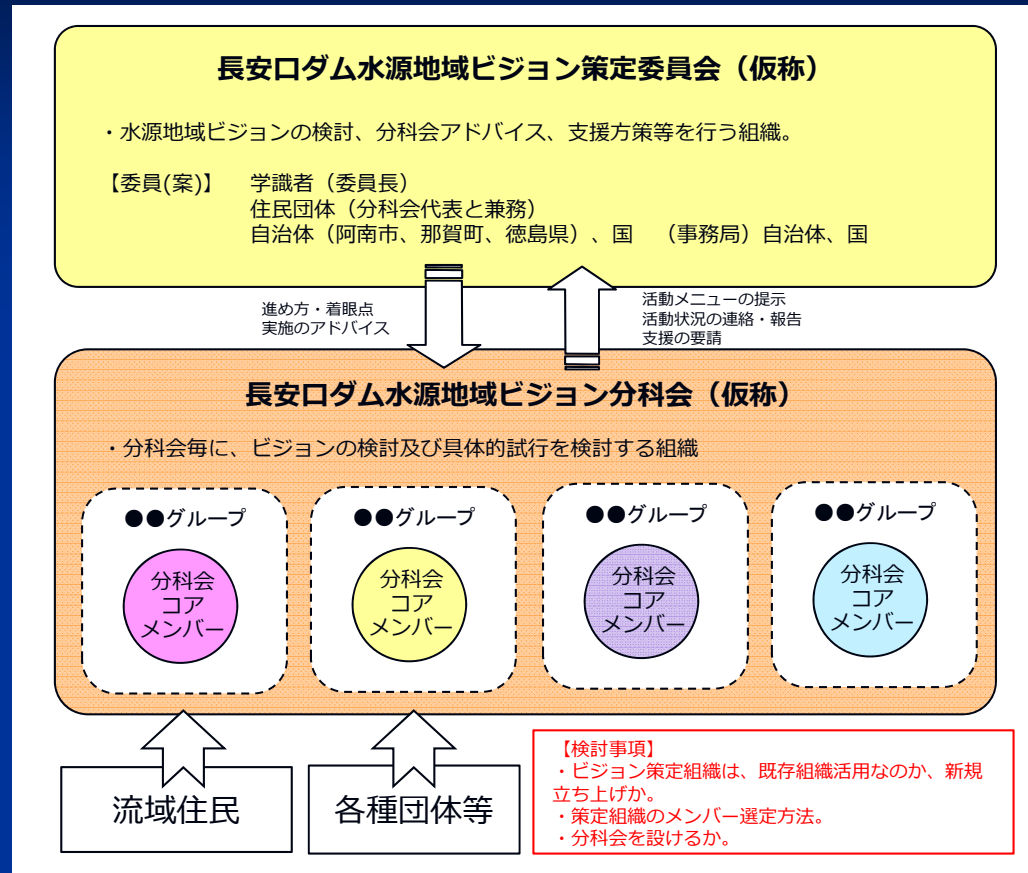 長安口ダム水源地域ビジョン策定委員会（仮称）
・水源地域ビジョンの検討、分科会アドバイス、支援方策等を行う組織。
【委員(案)】　学識者（委員長）
住民団体（分科会代表と兼務）
自治体（阿南市、那賀町、徳島県）、国　（事務局）自治体、国
進め方・着眼点
実施のアドバイス
活動メニューの提示
活動状況の連絡・報告
支援の要請
長安口ダム水源地域ビジョン分科会（仮称）
・分科会毎に、ビジョンの検討及び具体的試行を検討する組織
●●グループ
分科会
コア
メンバー
●●グループ
分科会
コア
メンバー
●●グループ
分科会
コア
メンバー
●●グループ
分科会
コア
メンバー
流域住民
各種団体等
【検討事項】
・ビジョン策定組織は、既存組織活用なのか、新規
立ち上げか。
・策定組織のメンバー選定方法。
・分科会を設けるか。